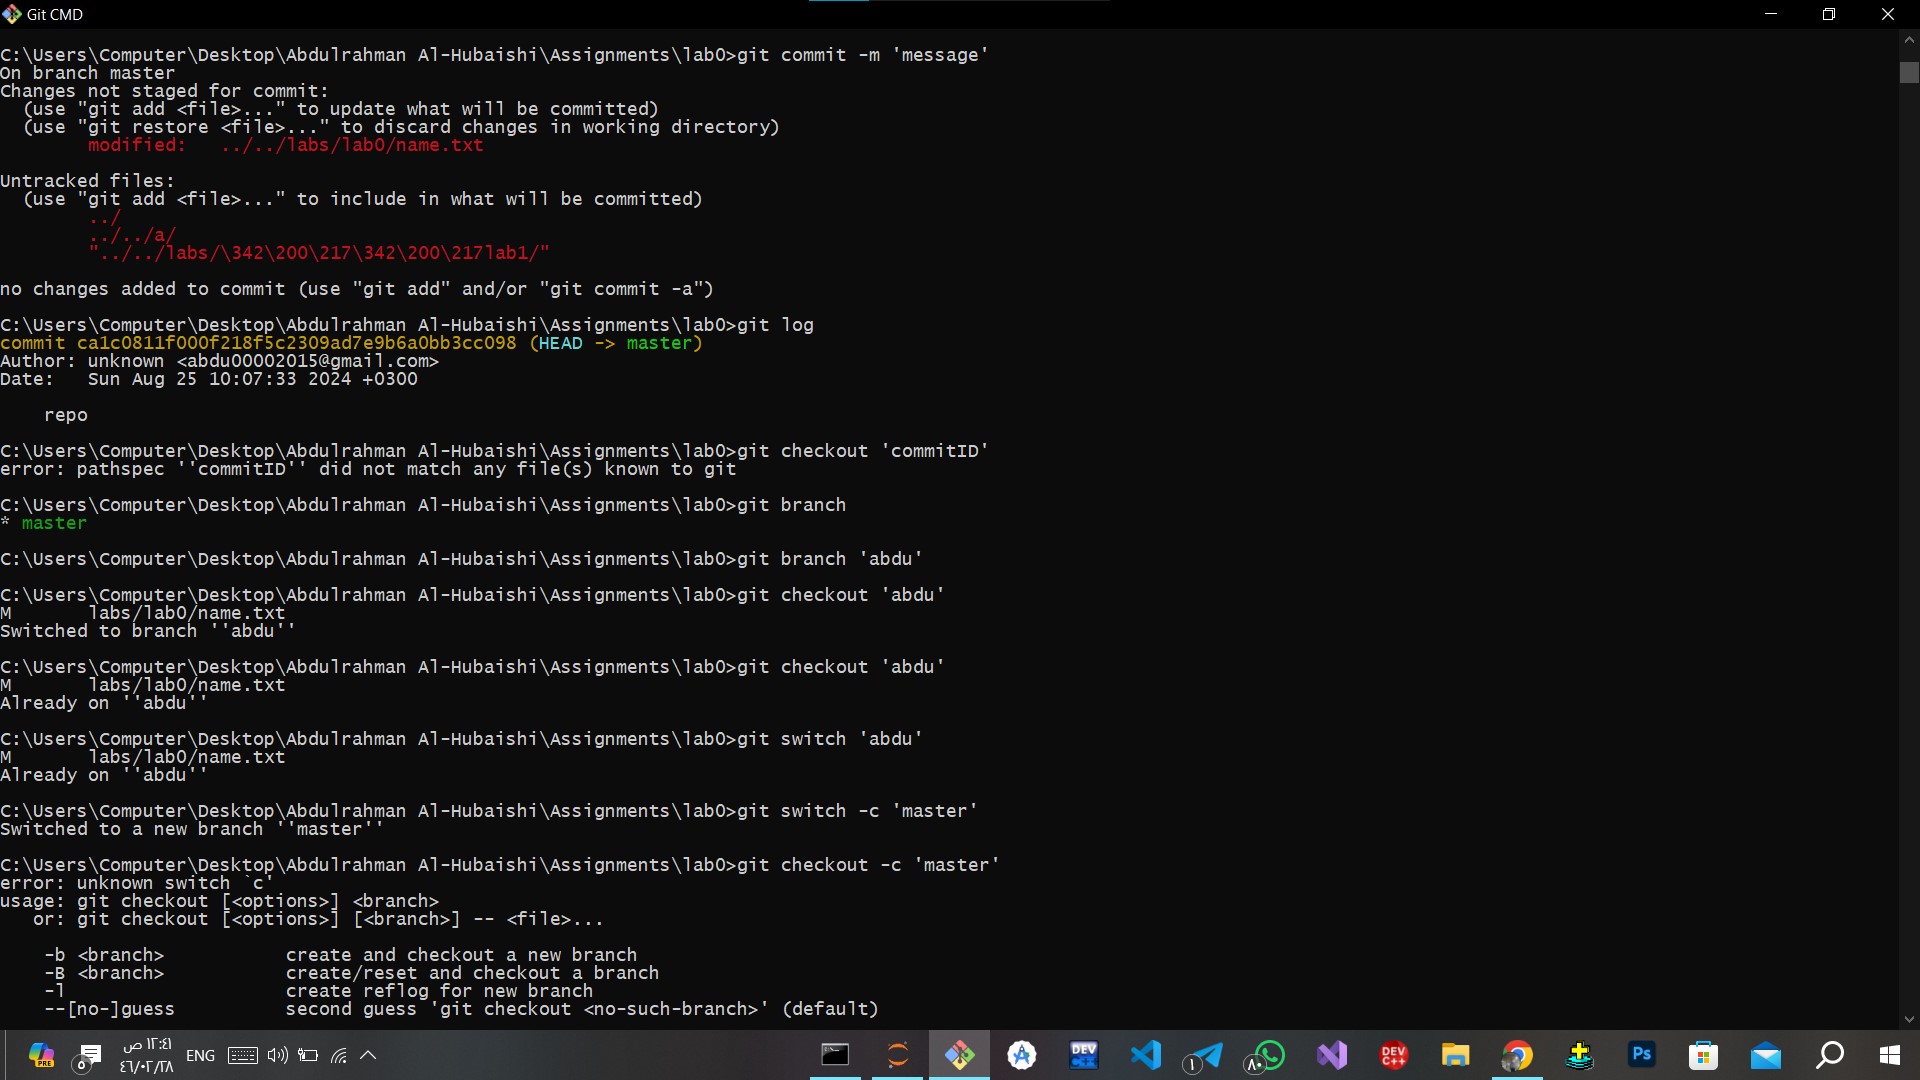 Git CMD
C:\Users\Computer\Desktop\Abdulrahman Al-Hubaishi\Assignments\lab0>git commit -m 'message'
On branch master
Changes not staged for commit:
  (use "git add <file>..." to update what will be committed)
  (use "git restore <file>..." to discard changes in working directory)
        modified:   ../../labs/lab0/name.txt

Untracked files:
  (use "git add <file>..." to include in what will be committed)
        ../
        ../../a/
        "../../labs/\342\200\217\342\200\217lab1/"

no changes added to commit (use "git add" and/or "git commit -a")

C:\Users\Computer\Desktop\Abdulrahman Al-Hubaishi\Assignments\lab0>git log
commit ca1c0811f000f218f5c2309ad7e9b6a0bb3cc098 (HEAD -> master)
Author: unknown <abdu00002015@gmail.com>
Date:   Sun Aug 25 10:07:33 2024 +0300

    repo

C:\Users\Computer\Desktop\Abdulrahman Al-Hubaishi\Assignments\lab0>git checkout 'commitID'
error: pathspec ''commitID'' did not match any file(s) known to git

C:\Users\Computer\Desktop\Abdulrahman Al-Hubaishi\Assignments\lab0>git branch
* master

C:\Users\Computer\Desktop\Abdulrahman Al-Hubaishi\Assignments\lab0>git branch 'abdu'

C:\Users\Computer\Desktop\Abdulrahman Al-Hubaishi\Assignments\lab0>git checkout 'abdu'
M       labs/lab0/name.txt
Switched to branch ''abdu''

C:\Users\Computer\Desktop\Abdulrahman Al-Hubaishi\Assignments\lab0>git checkout 'abdu'
M       labs/lab0/name.txt
Already on ''abdu''

C:\Users\Computer\Desktop\Abdulrahman Al-Hubaishi\Assignments\lab0>git switch 'abdu'
M       labs/lab0/name.txt
Already on ''abdu''

C:\Users\Computer\Desktop\Abdulrahman Al-Hubaishi\Assignments\lab0>git switch -c 'master'
Switched to a new branch ''master''

C:\Users\Computer\Desktop\Abdulrahman Al-Hubaishi\Assignments\lab0>git checkout -c 'master'
error: unknown switch `c'
usage: git checkout [<options>] <branch>
   or: git checkout [<options>] [<branch>] -- <file>...

    -b <branch>           create and checkout a new branch
    -B <branch>           create/reset and checkout a branch
    -l                    create reflog for new branch
    --[no-]guess          second guess 'git checkout <no-such-branch>' (default)
PRE
٥
١٢:٤١ ص
٤٦/٠٢/٢٨
ENG
DEV C++
١
٨٠
DEV C++
Ps